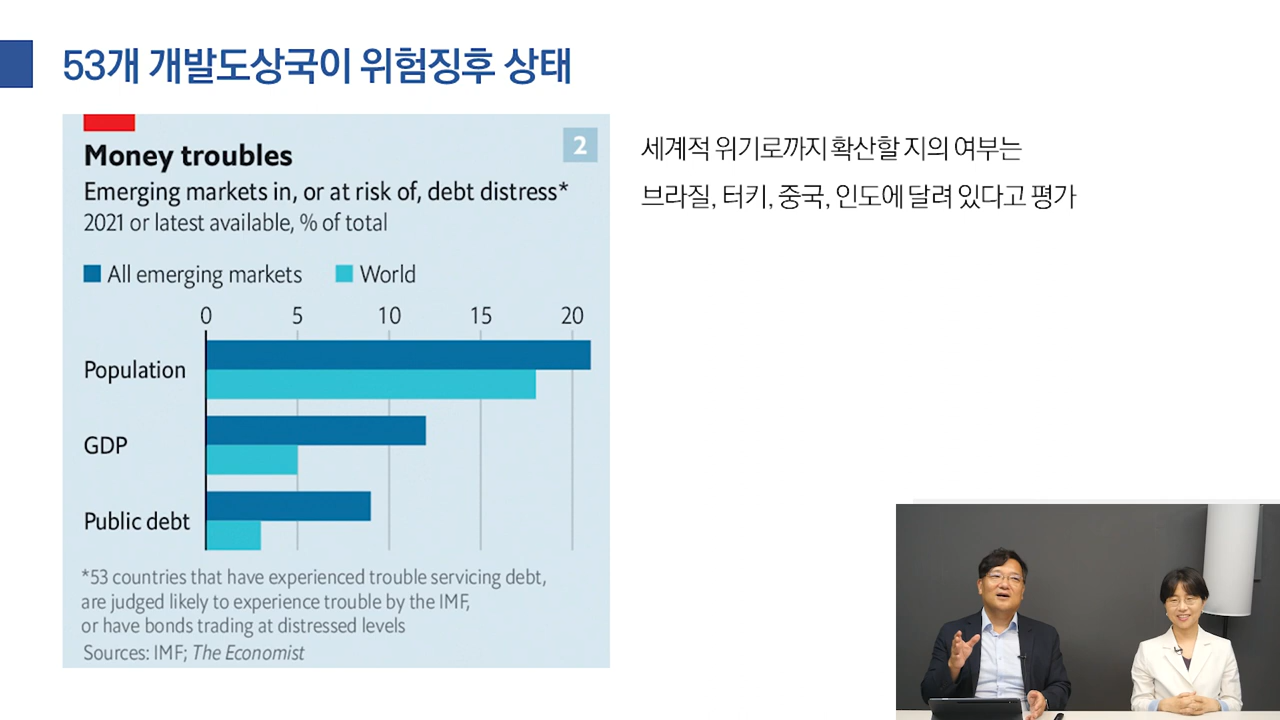 53개 개발도상국이 위험징후 상태
Money troubles
2
Emerging markets in, or at risk of, debt distress*
2021 or latest available, % of total
All emerging markets
World
0 5 10 15 20
Population
GDP
Public debt
*53 countries that have experienced trouble servicing debt,
are judged likely to experience trouble by the IMF,
or have bonds trading at distressed levels
Sources: IMF; The Economist
세계적 위기로까지 확산할 지의 여부는
브라질, 터키, 중국, 인도에 달려 있다고 평가